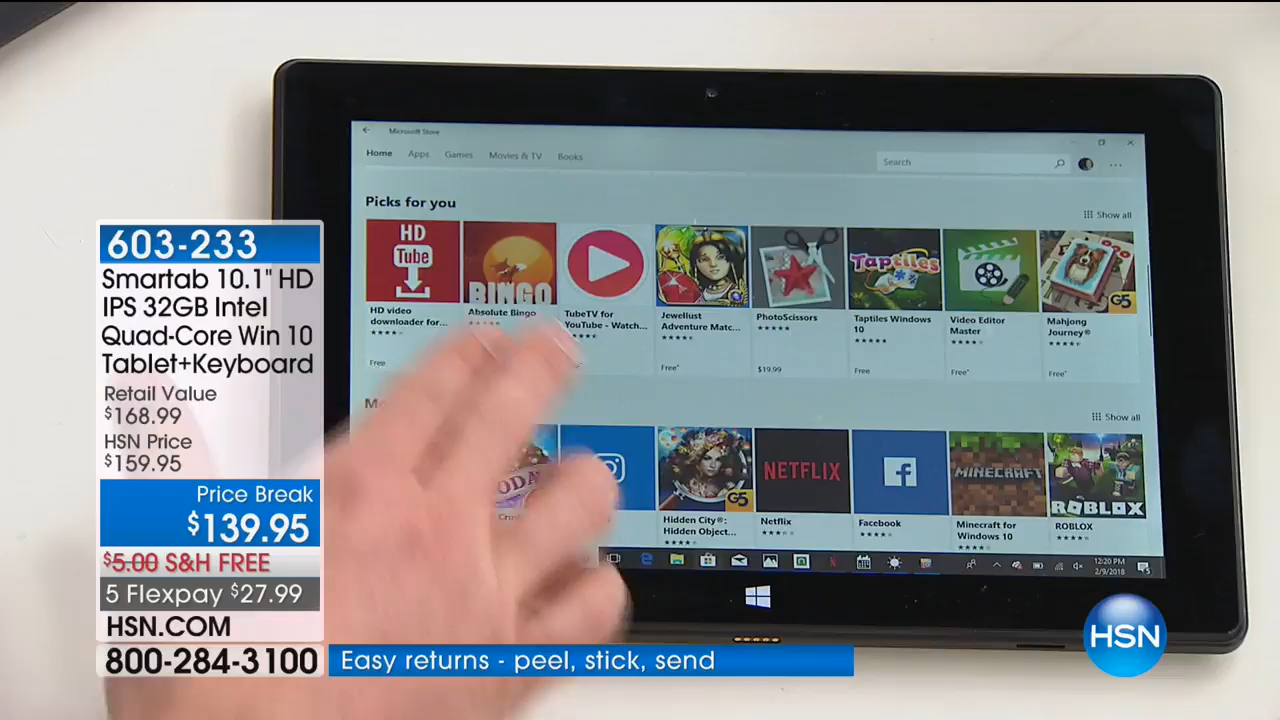 603-233
Smartab 10.1" HD
IPS 32GB Intel
Quad-Core Win 10
Tablet+Keyboard
Retail Value
$168.99
HSN Price
$159.95
Price Break
$139.95
$5.00 S&H FREE
5 Flexpay $27.99
HSN.COM
800-284-3100
Easy returns - peel, stick, send
HSN
Microsoft Store
Home Apps Games Movies & TV Books
Search
Picks for you
Show all
HD Tube
BINGO
Taptiles
G5
HD video downloader for...
Absolute Bingo
TubeTV for YouTube - Watch...
Jewellust Adventure Matc...
PhotoScissors
Taptiles Windows 10
Video Editor Master
Mahjong Journey®
Free
Free*
$19.99
Free
Free*
Free*
Show all
G5
NETFLIX
MINECRAFT
ROBLOX
Hidden City®: Hidden Object...
Netflix
Facebook
Minecraft for Windows 10
ROBLOX
12:20 PM
2/9/2018